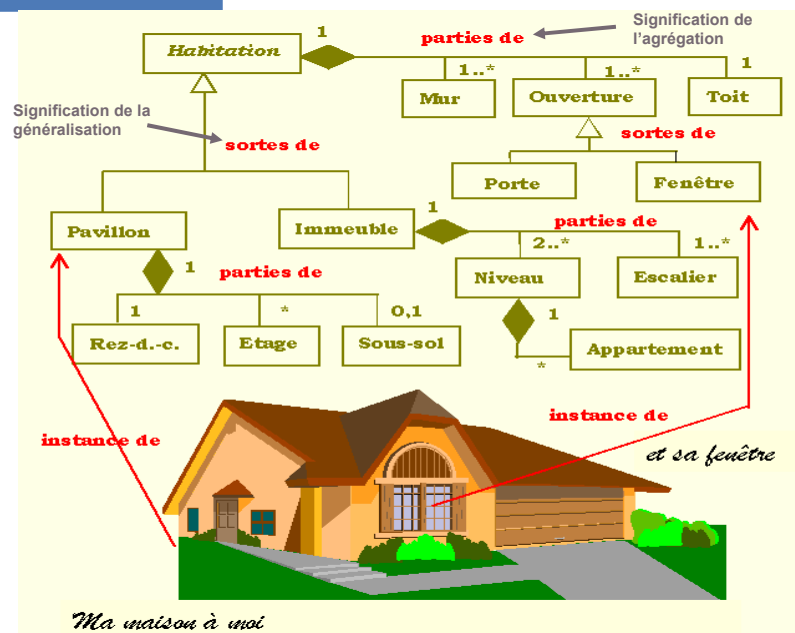 Signification de
l'agrégation
1
parties de
Habitation
1..*
1..*
1
Mur
Ouverture
Toit
Signification de la
généralisation
sortes de
sortes de
Porte
Fenêtre
1
Pavillon
Immeuble
parties de
2..*
1..*
1
parties de
Niveau
Escalier
1
*
0,1
1
Rez-d.-c.
Etage
Sous-sol
Appartement
*
instance de
instance de
et sa fenêtre
Ma maison à moi